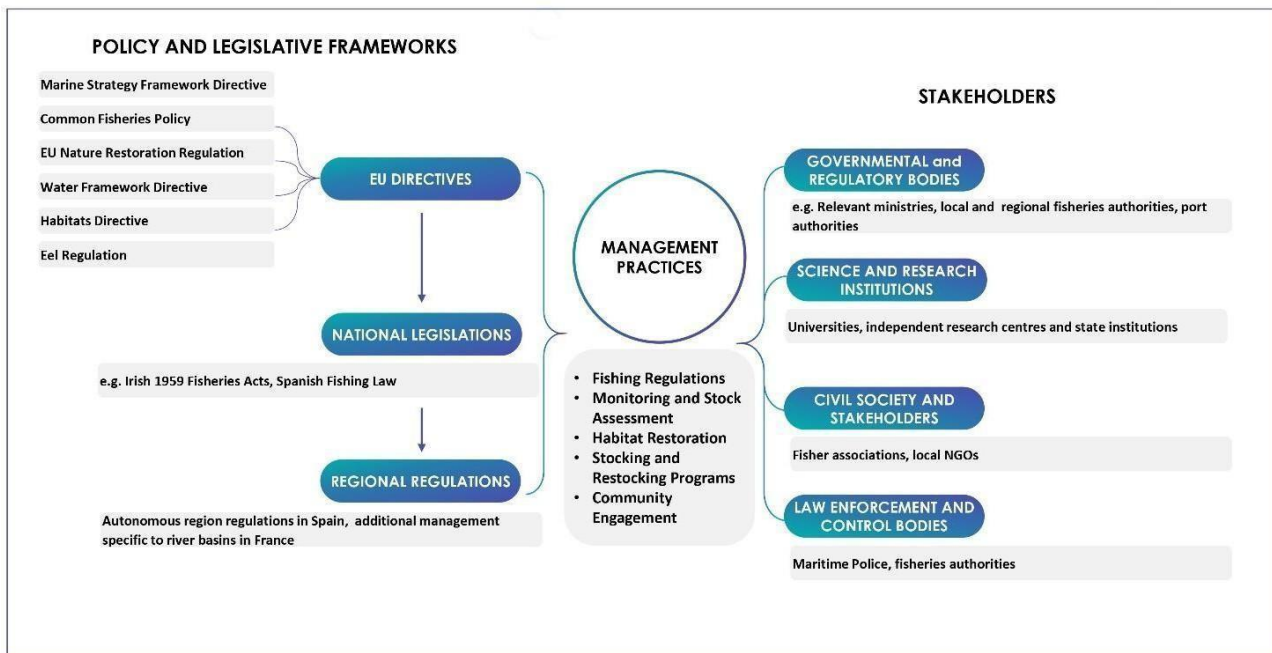 POLICY AND LEGISLATIVE FRAMEWORKS
Marine Strategy Framework Directive
Common Fisheries Policy
EU Nature Restoration Regulation
Water Framework Directive
Habitats Directive
Eel Regulation
EU DIRECTIVES
NATIONAL LEGISLATIONS
e.g. Irish 1959 Fisheries Acts, Spanish Fishing Law
REGIONAL REGULATIONS
Autonomous region regulations in Spain, additional management
specific to river basins in France
MANAGEMENT
PRACTICES
• Fishing Regulations
• Monitoring and Stock
Assessment
• Habitat Restoration
• Stocking and
Restocking Programs
• Community
Engagement
STAKEHOLDERS
GOVERNMENTAL and
REGULATORY BODIES
e.g. Relevant ministries, local and regional fisheries authorities, port
authorities
SCIENCE AND RESEARCH
INSTITUTIONS
Universities, independent research centres and state institutions
CIVIL SOCIETY AND
STAKEHOLDERS
Fisher associations, local NGOs
LAW ENFORCEMENT AND
CONTROL BODIES
Maritime Police, fisheries authorities